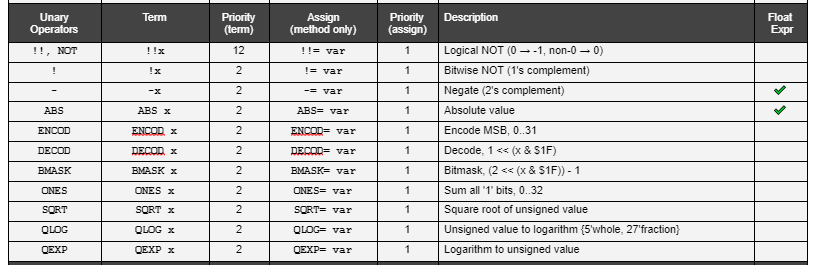 Unary Operators Term Priority (term) Assign (method only) Priority (assign) Description Float Expr
!!, NOT !!x 12 !!= var 1 Logical NOT (0 → -1, non-0 → 0)
! !x 2 != var 1 Bitwise NOT (1's complement)
- -x 2 -= var 1 Negate (2's complement) ✔
ABS ABS x 2 ABS= var 1 Absolute value ✔
ENCOD ENCOD x 2 ENCOD= var 1 Encode MSB, 0..31
DECOD DECOD x 2 DECOD= var 1 Decode, 1 << (x & $1F)
BMASK BMASK x 2 BMASK= var 1 Bitmask, (2 << (x & $1F)) - 1
ONES ONES x 2 ONES= var 1 Sum all '1' bits, 0..32
SQRT SQRT x 2 SQRT= var 1 Square root of unsigned value
QLOG QLOG x 2 QLOG= var 1 Unsigned value to logarithm {5'whole, 27'fraction}
QEXP QEXP x 2 QEXP= var 1 Logarithm to unsigned value